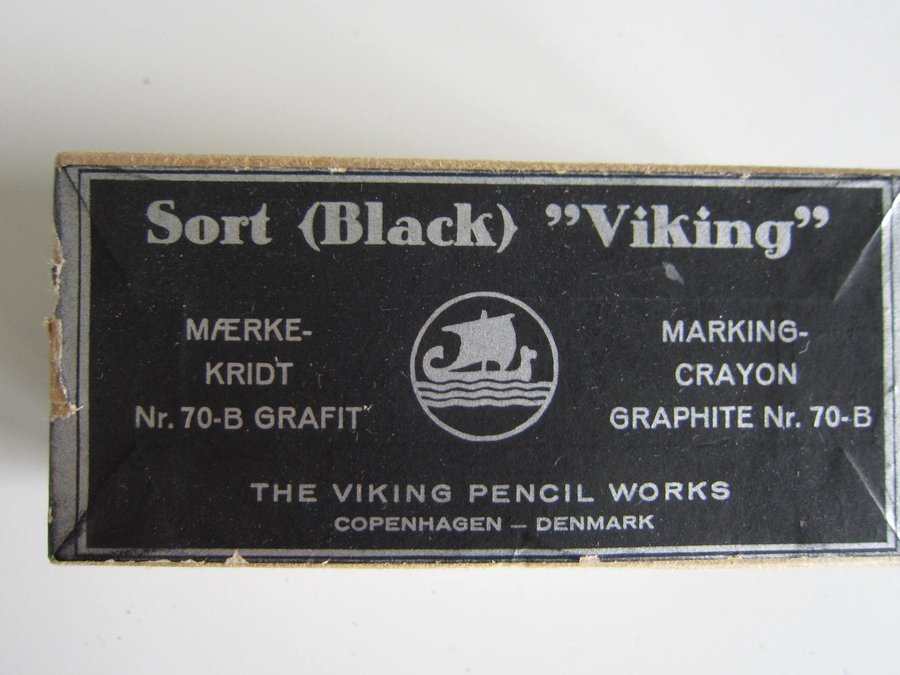 Sort (Black) ”Viking”
MÆRKE-
KRIDT
Nr. 70-B GRAFIT
MARKING-
CRAYON
GRAPHITE Nr. 70-B
THE VIKING PENCIL WORKS
COPENHAGEN – DENMARK